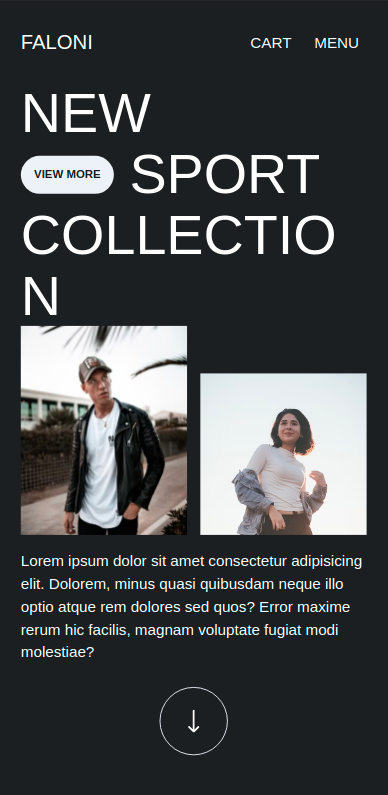 FALONI
CART MENU
NEW
VIEW MORE SPORT
COLLECTIO
N
Lorem ipsum dolor sit amet consectetur adipisicing
elit. Dolorem, minus quasi quibusdam neque illo
optio atque rem dolores sed quos? Error maxime
rerum hic facilis, magnam voluptate fugiat modi
molestiae?